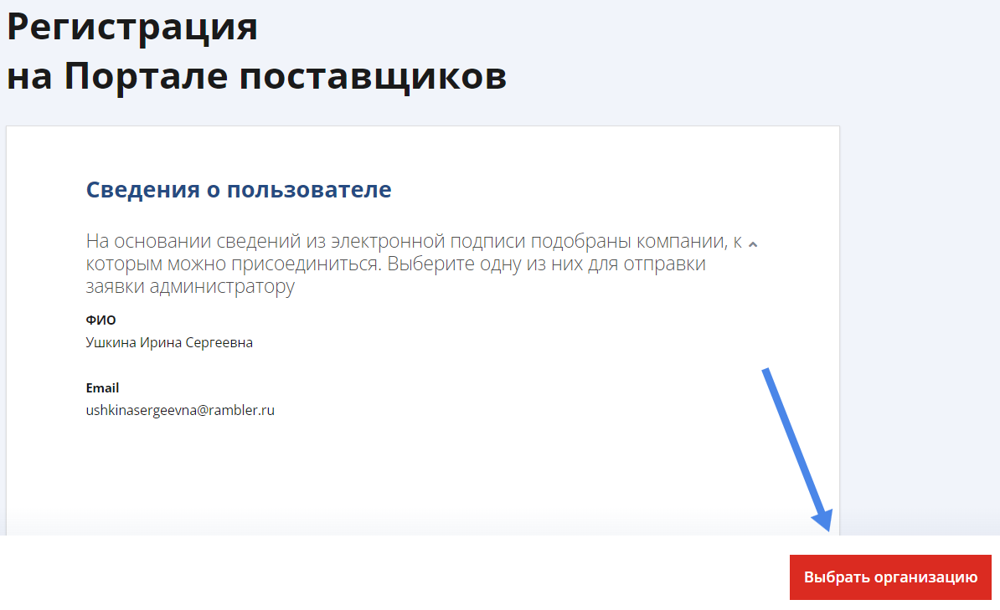 Регистрация
на Портале поставщиков
Сведения о пользователе
На основании сведений из электронной подписи подобраны компании, к
которым можно присоединиться. Выберите одну из них для отправки
заявки администратору
ФИО
Ушкина Ирина Сергеевна
Email
ushkinasergeevna@rambler.ru
Выбрать организацию